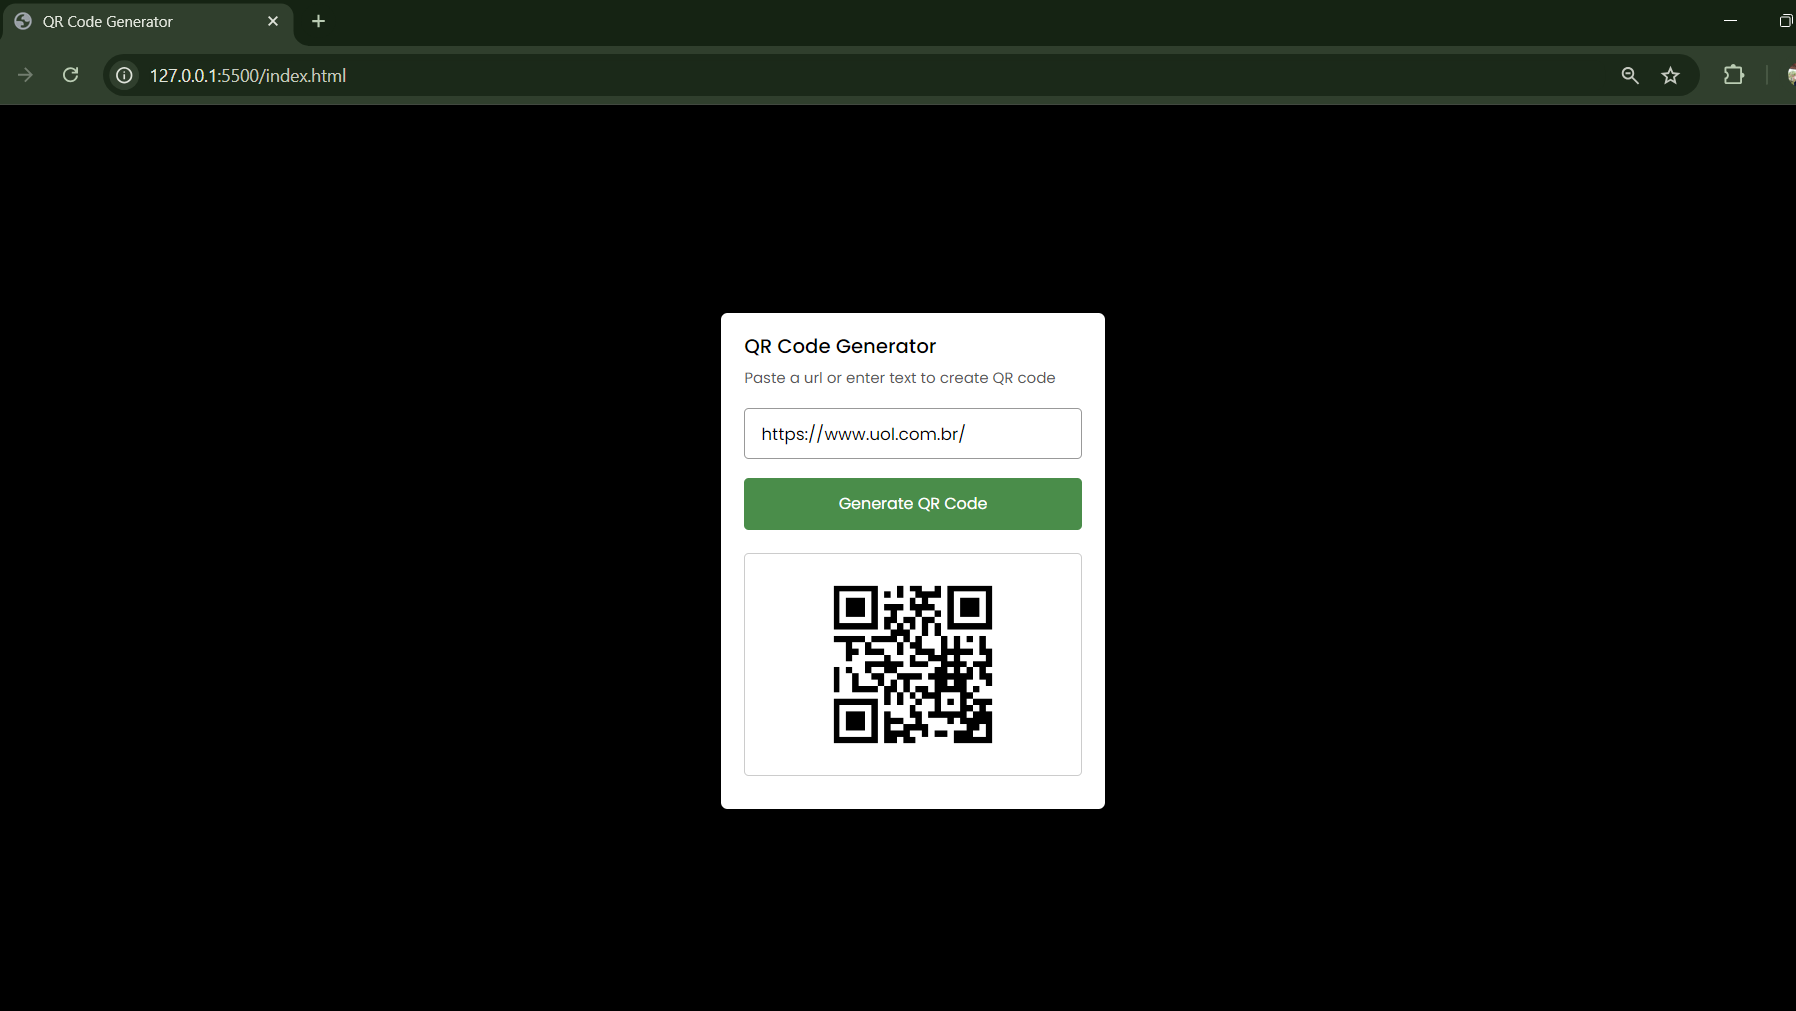 QR Code Generator
127.0.0.1:5500/index.html
QR Code Generator
Paste a url or enter text to create QR code
https://www.uol.com.br/
Generate QR Code